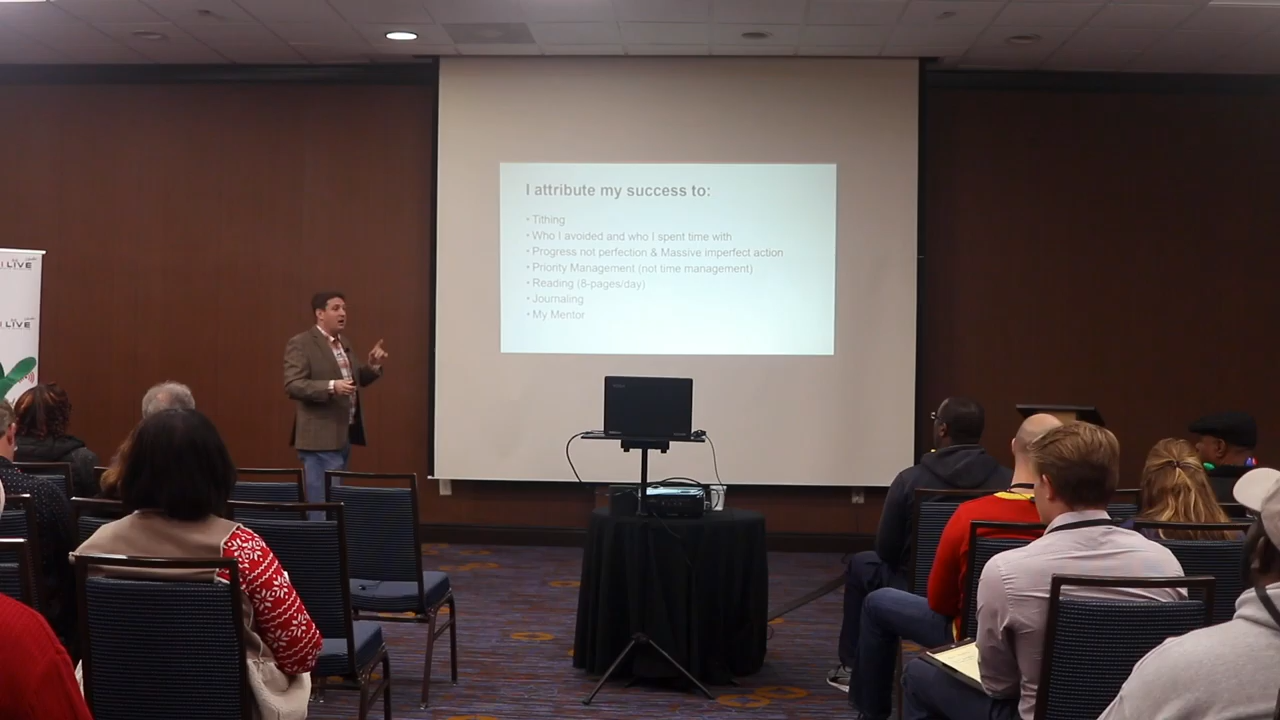 I attribute my success to:
• Tithing
• Who I avoided and who I spent time with
• Progress not perfection & Massive imperfect action
• Priority Management (not time management)
• Reading (8-pages/day)
• Journaling
• My Mentor
I LIVE
I LIVE